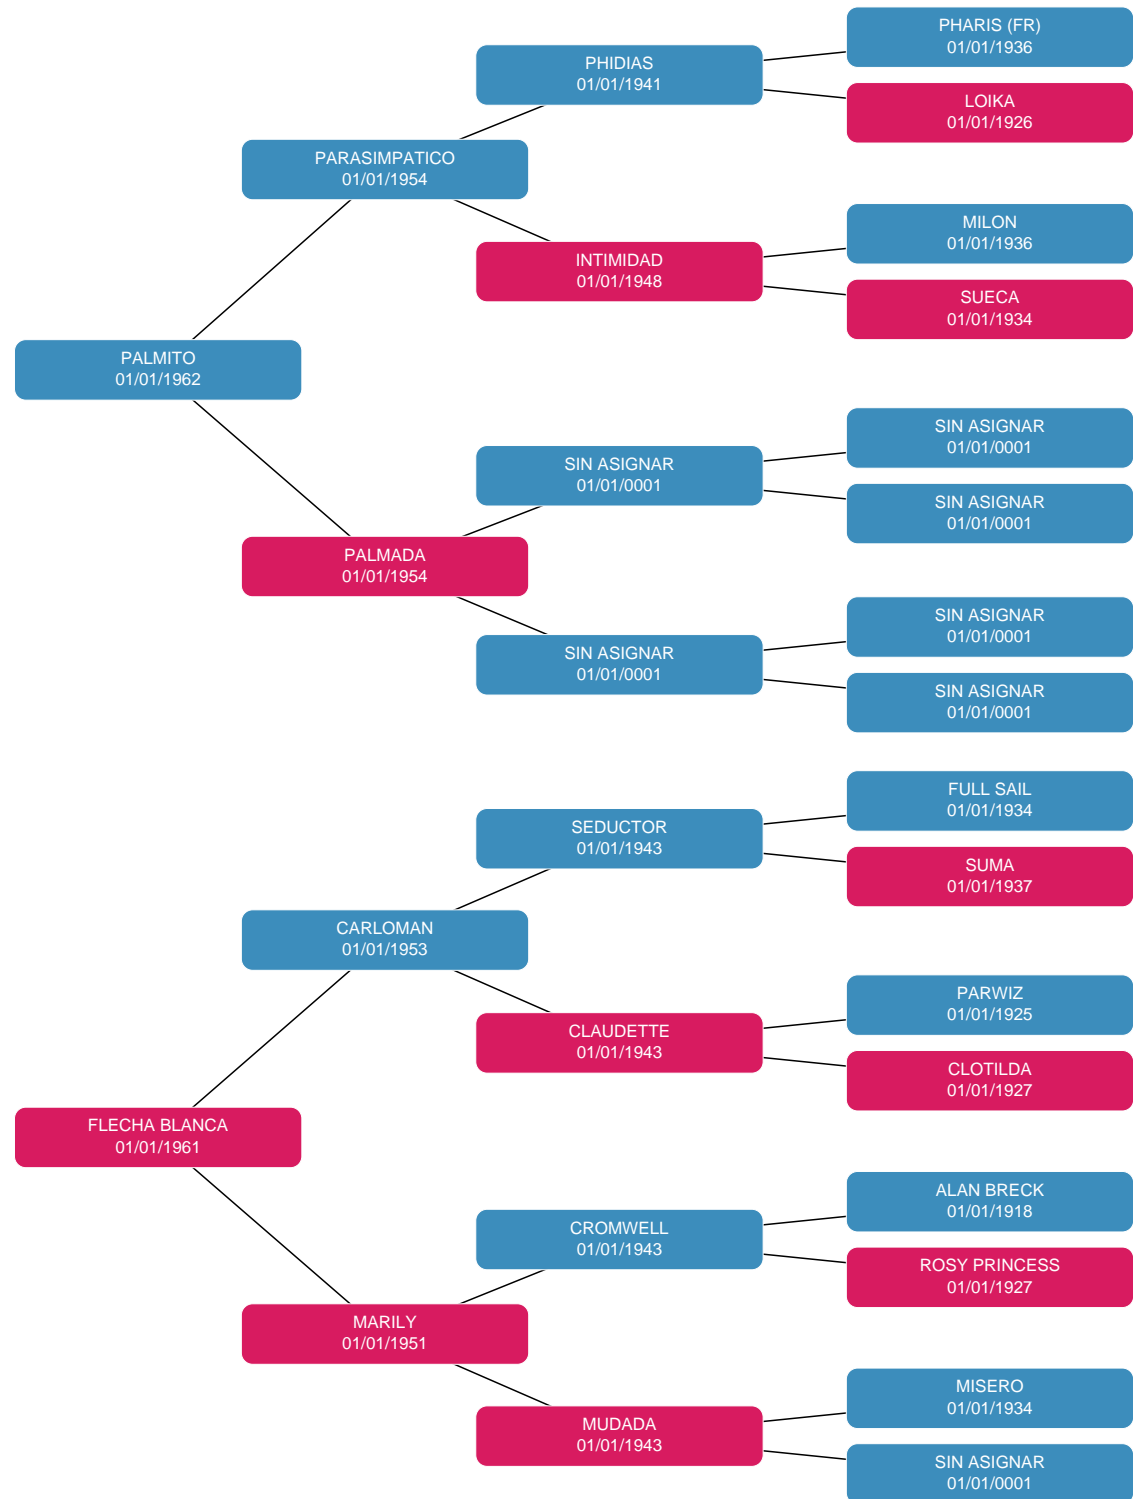 PHARIS (FR)
01/01/1936
PHIDIAS
01/01/1941
LOIKA
01/01/1926
PARASIMPATICO
01/01/1954
MILON
01/01/1936
INTIMIDAD
01/01/1948
SUECA
01/01/1934
PALMITO
01/01/1962
SIN ASIGNAR
01/01/0001
SIN ASIGNAR
01/01/0001
SIN ASIGNAR
01/01/0001
PALMADA
01/01/1954
SIN ASIGNAR
01/01/0001
SIN ASIGNAR
01/01/0001
SIN ASIGNAR
01/01/0001
FULL SAIL
01/01/1934
SEDUCTOR
01/01/1943
SUMA
01/01/1937
CARLOMAN
01/01/1953
PARWIZ
01/01/1925
CLAUDETTE
01/01/1943
CLOTILDA
01/01/1927
FLECHA BLANCA
01/01/1961
ALAN BRECK
01/01/1918
CROMWELL
01/01/1943
ROSY PRINCESS
01/01/1927
MARILY
01/01/1951
MISERO
01/01/1934
MUDADA
01/01/1943
SIN ASIGNAR
01/01/0001